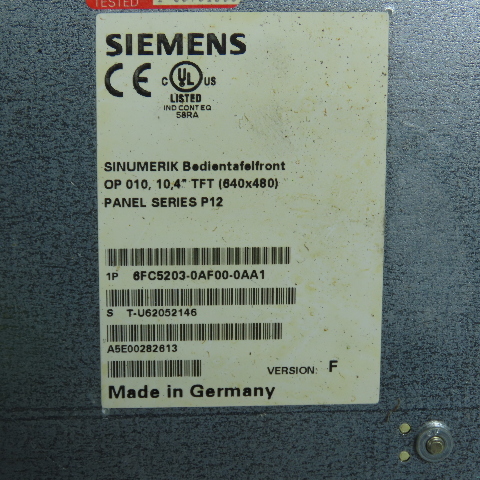 TESTED
SIEMENS
CE C UL US
LISTED
IND CONT EQ
58RA
SINUMERIK Bedientafelfront
OP 010, 10,4" TFT (640x480)
PANEL SERIES P12
1P 6FC5203-0AF00-0AA1
S T-U62052146
A5E00282613
VERSION: F
Made in Germany